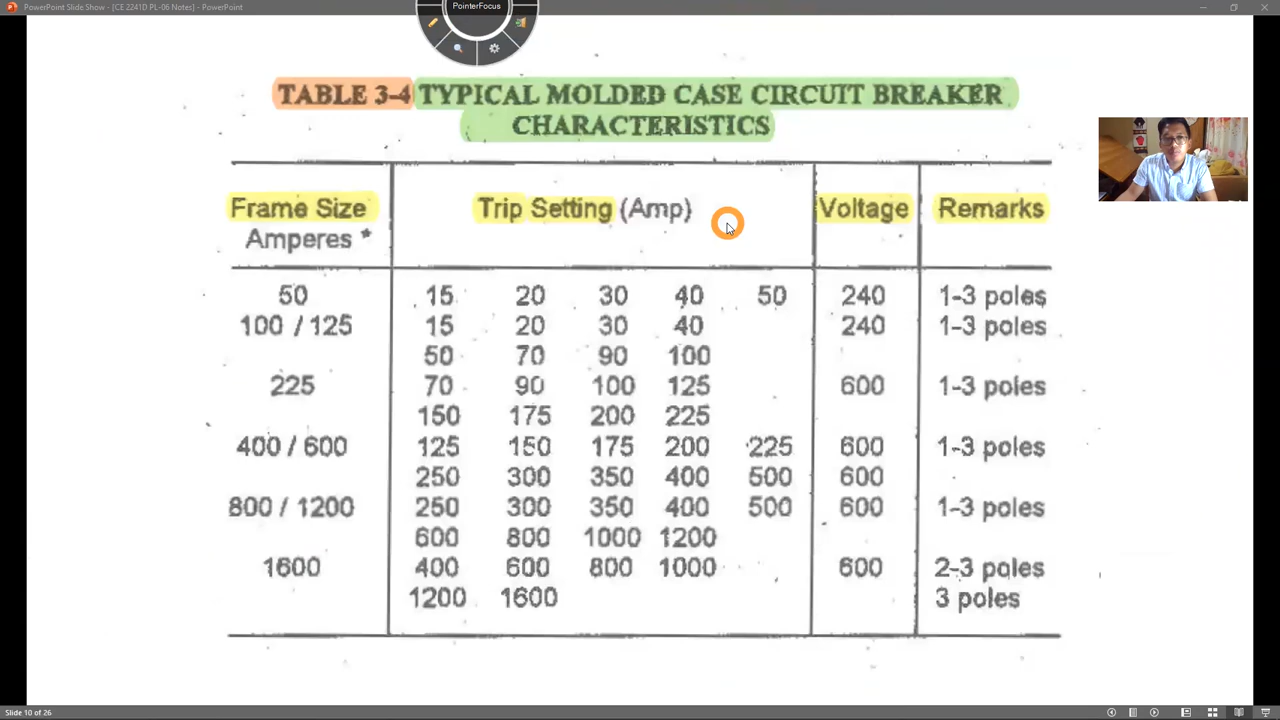 PowerPoint Slide Show - [CE 2241D PL-06 Notes] - PowerPoint
PointerFocus
TABLE 3-4 TYPICAL MOLDED CASE CIRCUIT BREAKER
CHARACTERISTICS
Frame Size Trip Setting (Amp) Voltage Remarks
Amperes *
50 15 20 30 40 50 240 1-3 poles
100 / 125 15 20 30 40 240 1-3 poles
50 70 90 100
225 70 90 100 125 600 1-3 poles
150 175 200 225
400 / 600 125 150 175 200 225 600 1-3 poles
250 300 350 400 500 600
800 / 1200 250 300 350 400 500 600 1-3 poles
600 800 1000 1200
1600 400 600 800 1000 600 2-3 poles
1200 1600 3 poles
Slide 10 of 26